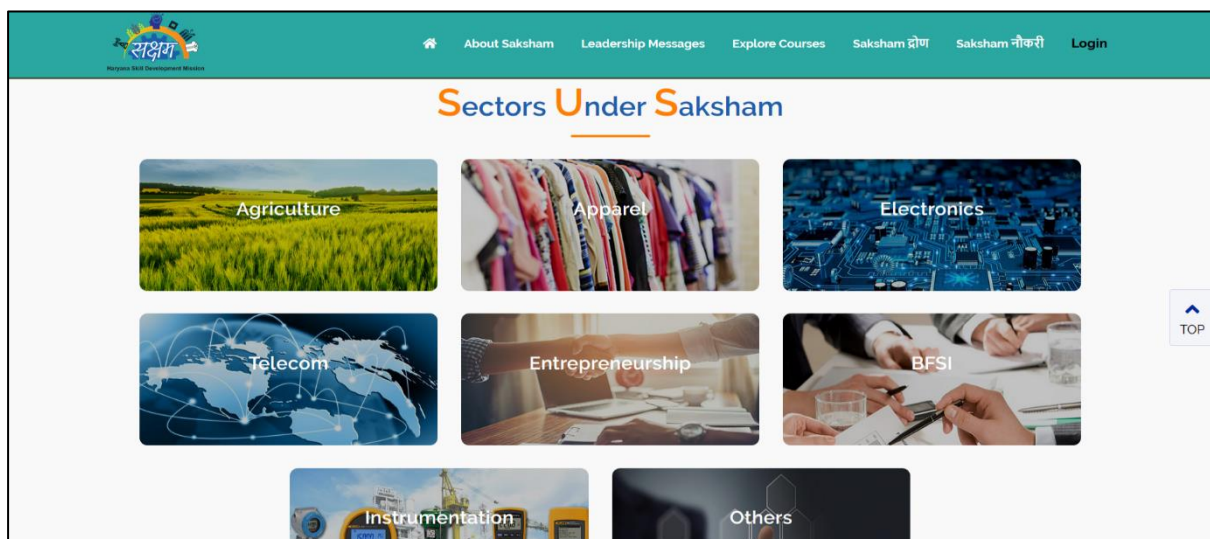 सक्षम
Haryana Skill Development Mission
About Saksham Leadership Messages Explore Courses Saksham द्रोण Saksham नौकरी Login
Sectors Under Saksham
Agriculture Apparel Electronics
TOP
Telecom Entrepreneurship BFSI
Instrumentation Others